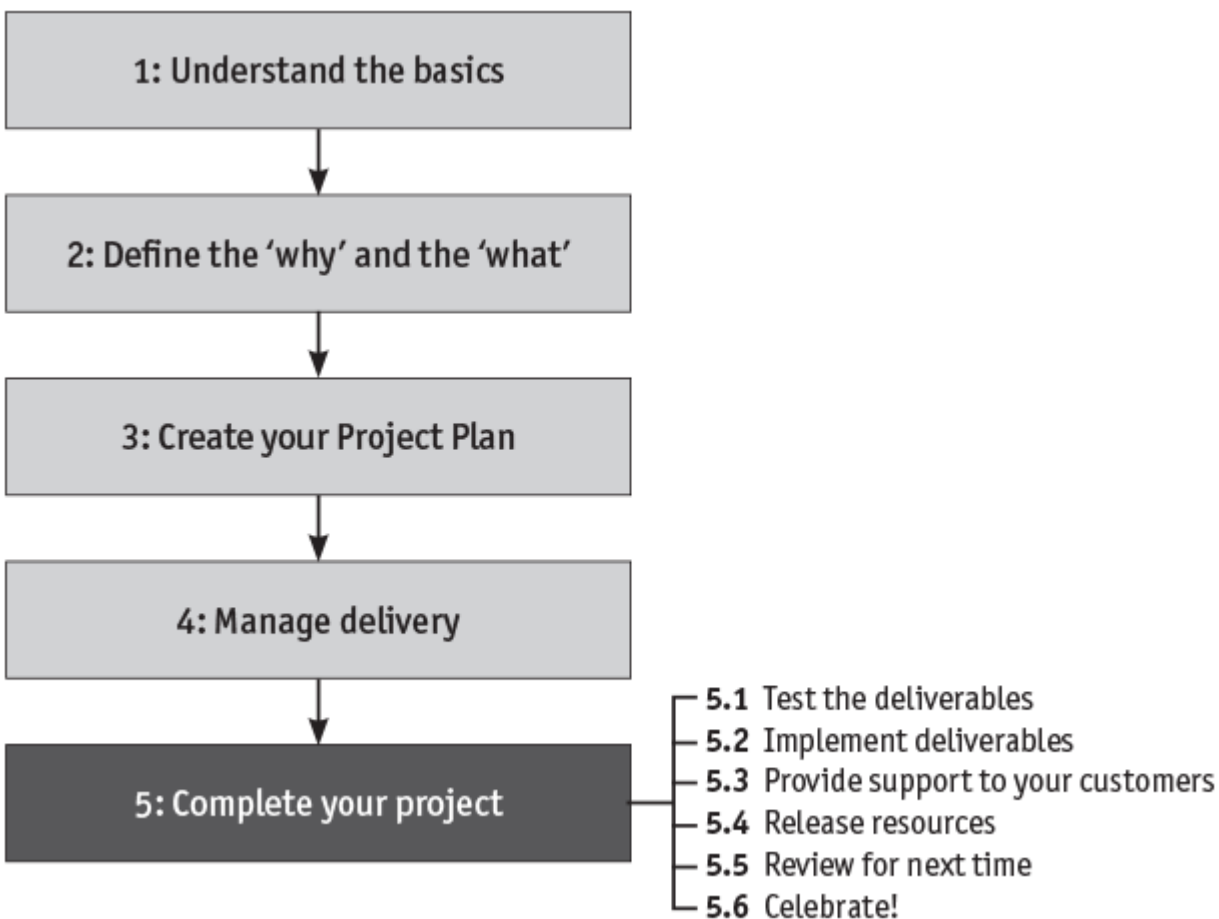 1: Understand the basics
2: Define the ‘why’ and the ‘what’
3: Create your Project Plan
4: Manage delivery
5: Complete your project
5.1 Test the deliverables
5.2 Implement deliverables
5.3 Provide support to your customers
5.4 Release resources
5.5 Review for next time
5.6 Celebrate!